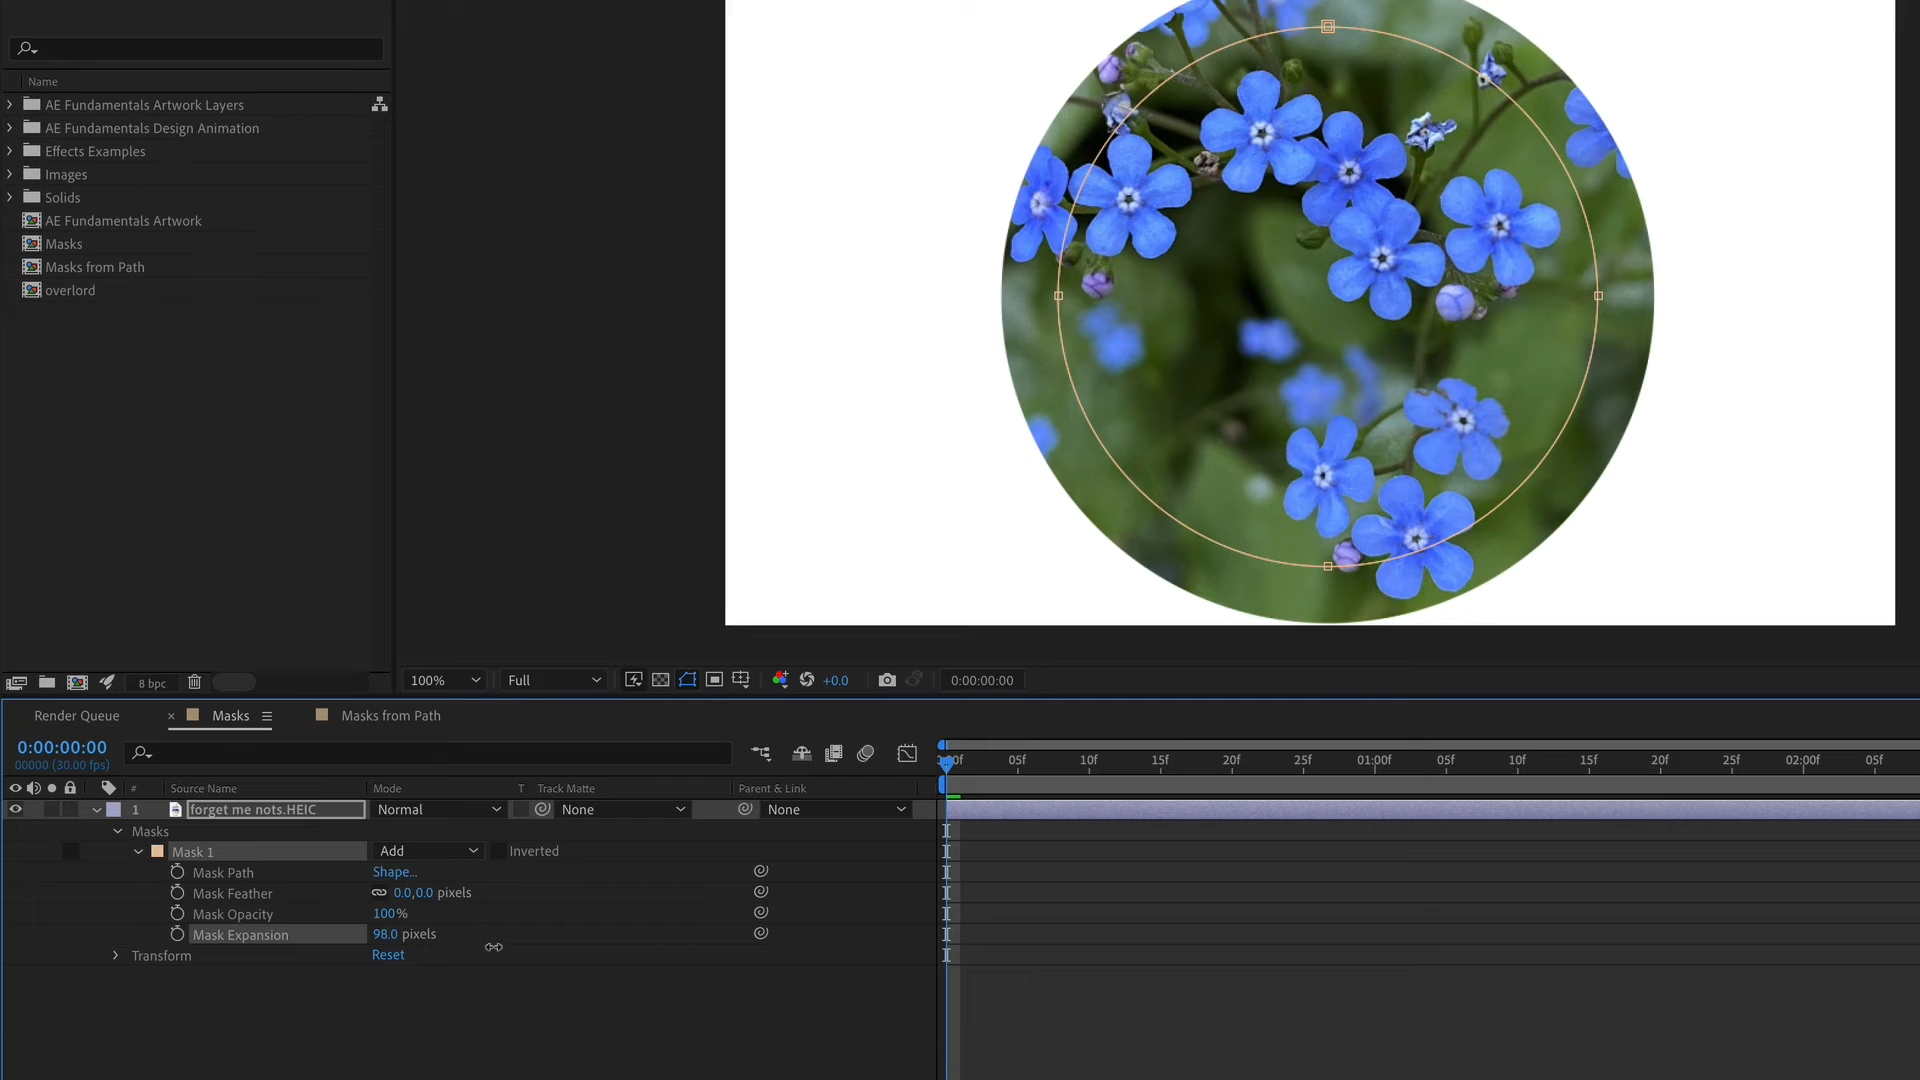 Name
AE Fundamentals Artwork Layers
AE Fundamentals Design Animation
Effects Examples
Images
Solids
AE Fundamentals Artwork
Masks
Masks from Path
overlord
8 bpc
100%
Full
+0.0
0:00:00:00
Render Queue
× Masks
Masks from Path
0:00:00:00
00000 (30.00 fps)
05f 10f 15f 20f 25f 01:00f 05f 10f 15f 20f 25f 02:00f 05f
# Source Name Mode T Track Matte Parent & Link
1 forget me nots.HEIC Normal None None
Masks
Mask 1 Add Inverted
Mask Path Shape...
Mask Feather 0.0,0.0 pixels
Mask Opacity 100%
Mask Expansion 98.0 pixels
Transform Reset